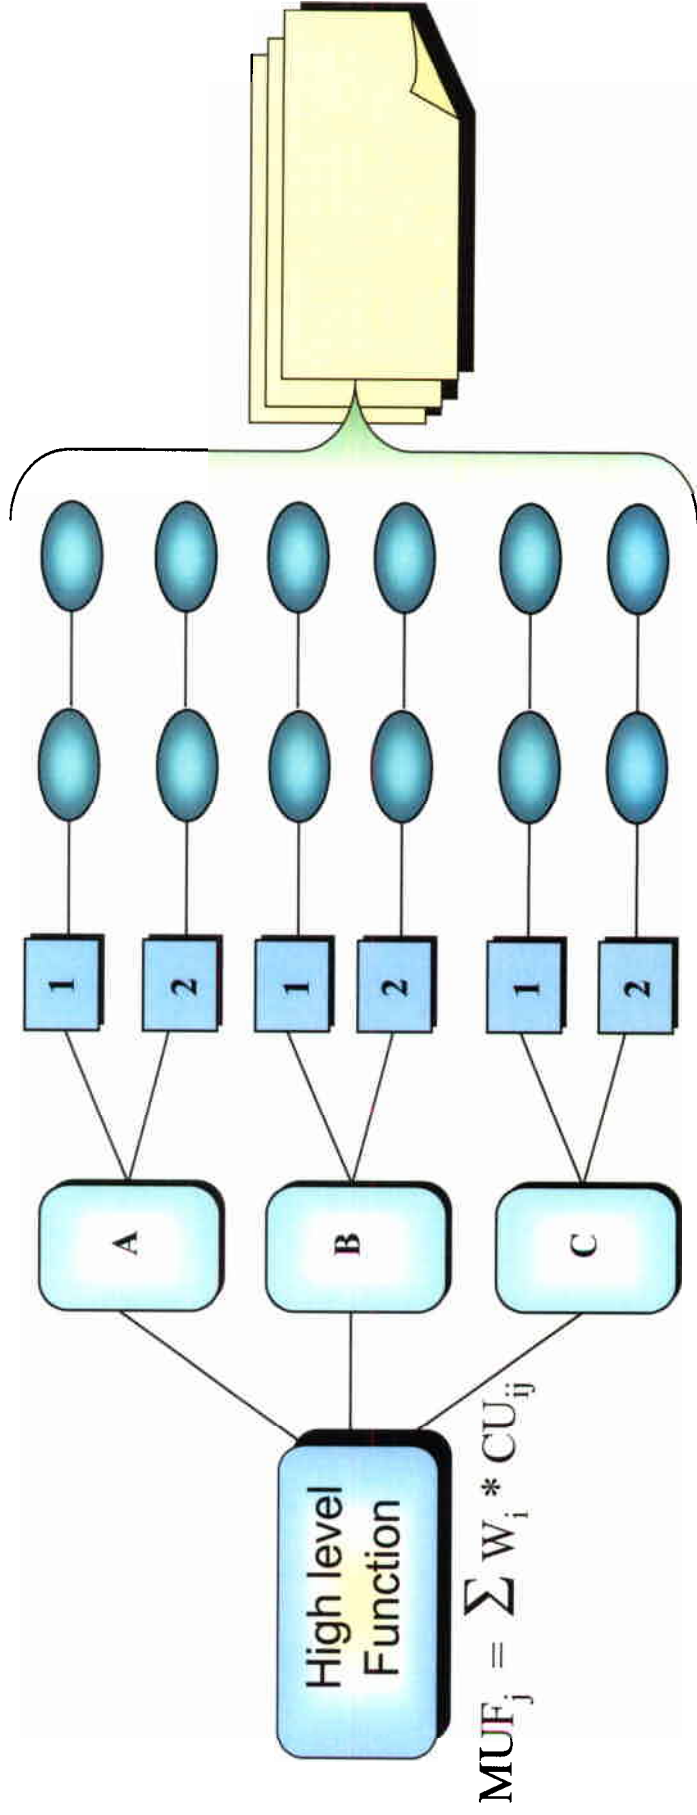 High level
Function
MUF_j = Σ W_i * CU_ij
A
B
C
1
2
1
2
1
2